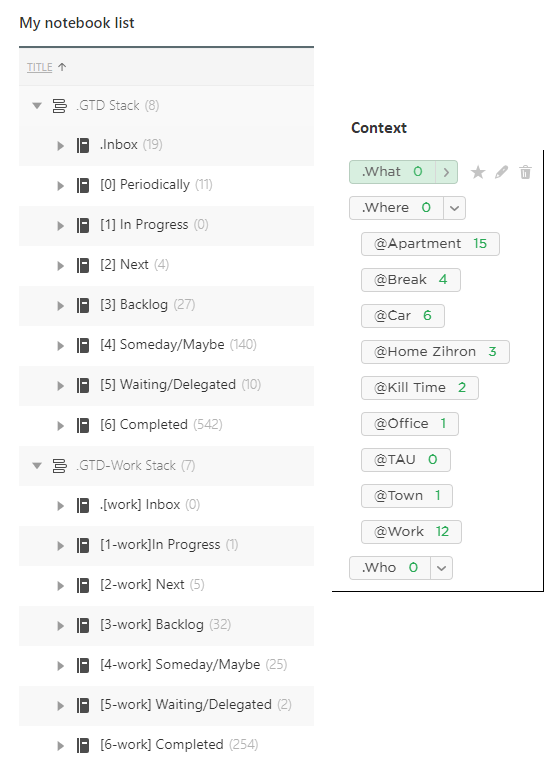 My notebook list
TITLE ↑
.GTD Stack (8)
.Inbox (19)
[0] Periodically (11)
[1] In Progress (0)
[2] Next (4)
[3] Backlog (27)
[4] Someday/Maybe (140)
[5] Waiting/Delegated (10)
[6] Completed (542)
.GTD-Work Stack (7)
.[work] Inbox (0)
[1-work]In Progress (1)
[2-work] Next (5)
[3-work] Backlog (32)
[4-work] Someday/Maybe (25)
[5-work] Waiting/Delegated (2)
[6-work] Completed (254)
Context
.What 0
.Where 0
@Apartment 15
@Break 4
@Car 6
@Home Zihron 3
@Kill Time 2
@Office 1
@TAU 0
@Town 1
@Work 12
.Who 0